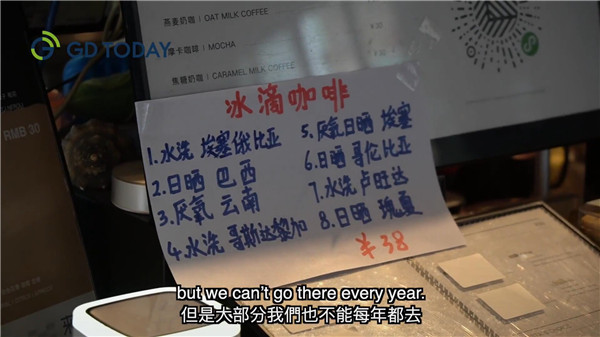 燕麦奶咖 | OAT MILK COFFEE
摩卡咖啡 | MOCHA
焦糖奶咖 | CARAMEL MILK COFFEE
GD TODAY
RMB 30
冰滴咖啡
1.水洗 埃塞俄比亚
2.日晒 巴西
3.厌氧 云南
4.水洗 哥斯达黎加
5.厌氧日晒 埃塞
6.日晒 哥伦比亚
7.水洗 卢旺达
8.日晒 瑰夏
¥38
but we can't go there every year.
但是大部分我們也不能每年都去